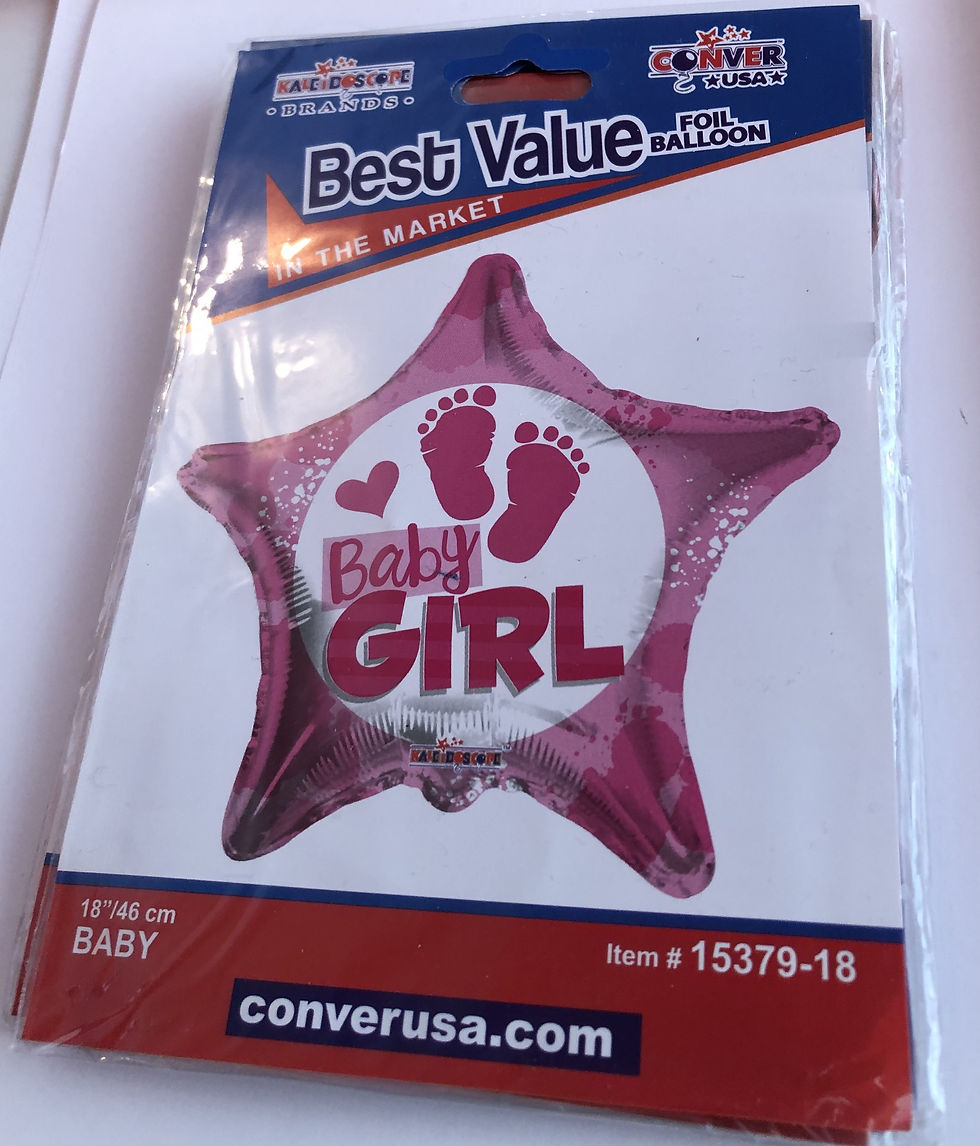 KALEIDOSCOPE
• BRANDS •
CONVER
★USA★
Best Value
FOIL
BALLOON
IN THE MARKET
Baby
GIRL
KALEIDOSCOPE™
18”/46 cm
BABY
Item # 15379-18
converusa.com